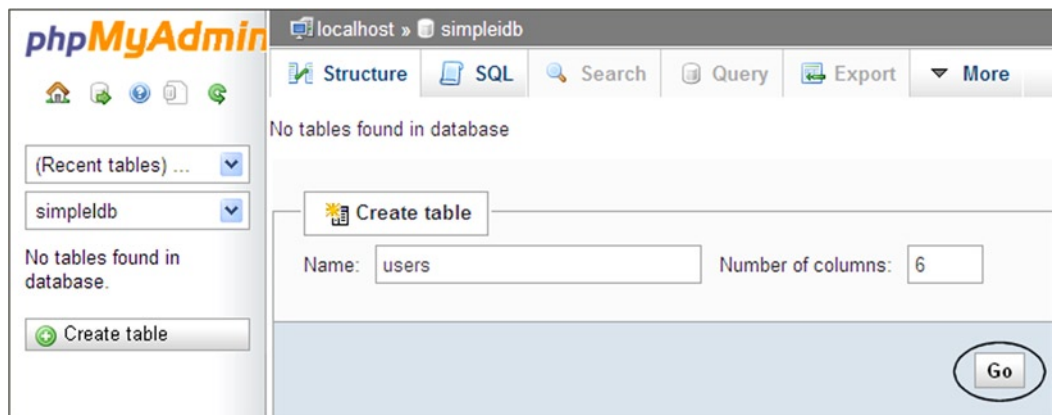 phpMyAdmin
(Recent tables) ...
simpleIdb
No tables found in
database.
Create table
localhost » simpleidb
Structure SQL Search Query Export More
No tables found in database
Create table
Name: users Number of columns: 6
Go